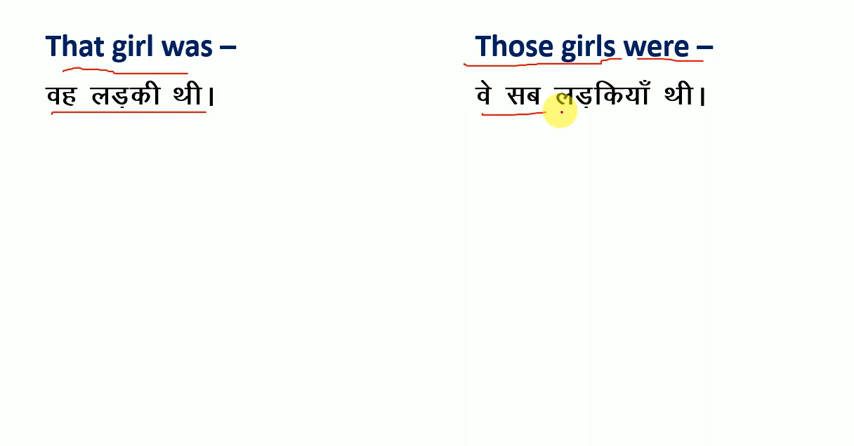 That girl was –
वह लड़की थी।
Those girls were –
वे सब लड़कियाँ थी।